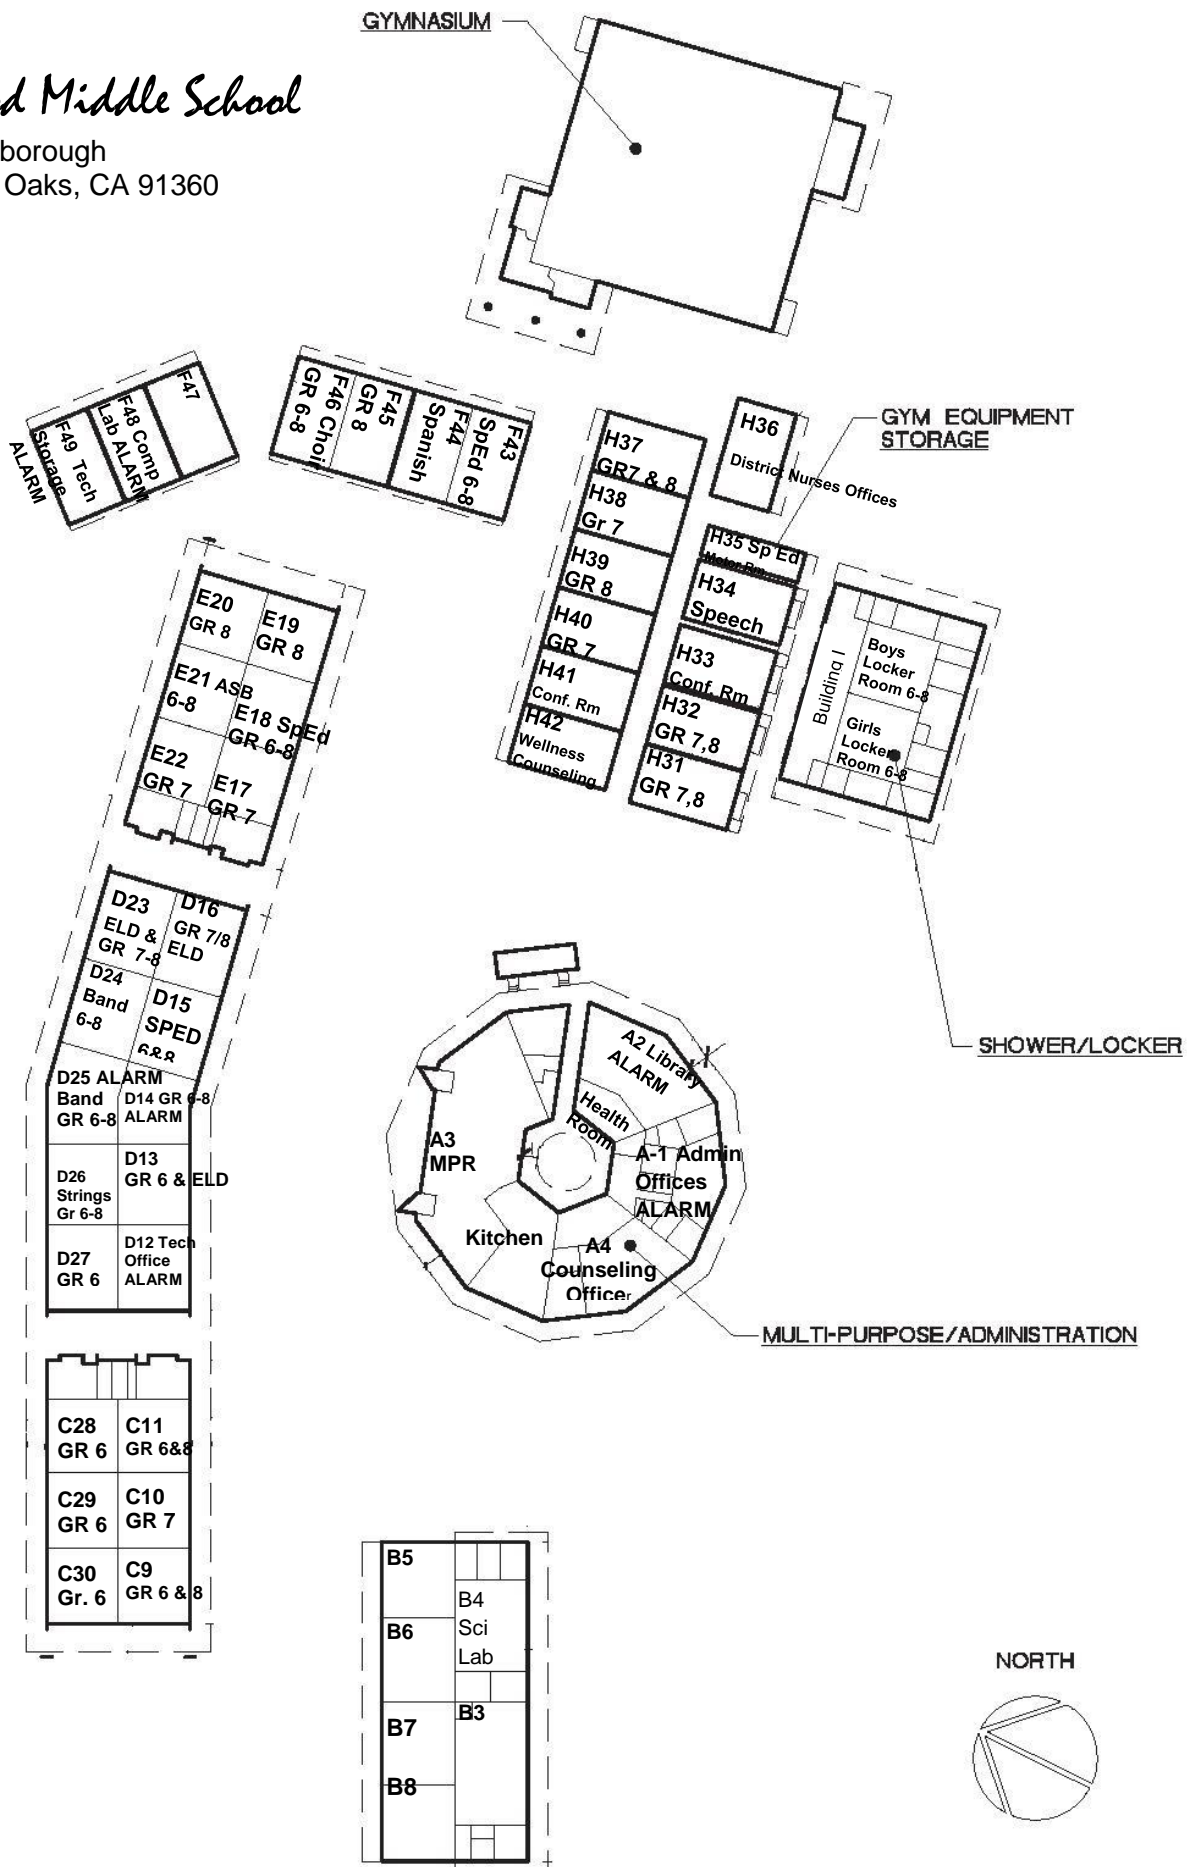 GYMNASIUM
d Middle School
borough
Oaks, CA 91360
F47
F48 Comp
Lab ALARM
F49 Tech
Storage
ALARM
F46 Choir
GR 6-8
F45
GR 8
F44
Spanish
F43
SpEd 6-8
H37
GR7 & 8
H38
Gr 7
H39
GR 8
H40
GR 7
H41
Conf. Rm
H42
Wellness
Counseling
H36
District Nurses Offices
GYM EQUIPMENT
STORAGE
H35 Sp Ed
Motor Rm
H34
Speech
H33
Conf. Rm
H32
GR 7,8
H31
GR 7,8
Building I
Boys
Locker
Room 6-8
Girls
Locker
Room 6-8
SHOWER/LOCKER
E20
GR 8
E19
GR 8
E21 ASB
6-8
E18 SpEd
GR 6-8
E22
GR 7
E17
GR 7
D23
ELD &
GR 7-8
D16
GR 7/8
ELD
D24
Band
6-8
D15
SPED
6&8
D25 ALARM
Band
GR 6-8
D14 GR 6-8
ALARM
D26
Strings
Gr 6-8
D13
GR 6 & ELD
D27
GR 6
D12 Tech
Office
ALARM
A2 Library
ALARM
Health
Room
A3
MPR
A-1 Admin
Offices
ALARM
Kitchen
A4
Counseling
Officer
MULTI-PURPOSE/ADMINISTRATION
C28
GR 6
C11
GR 6&8
C29
GR 6
C10
GR 7
C30
Gr. 6
C9
GR 6 & 8
B5
B4
Sci
Lab
B6
B3
B7
B8
NORTH